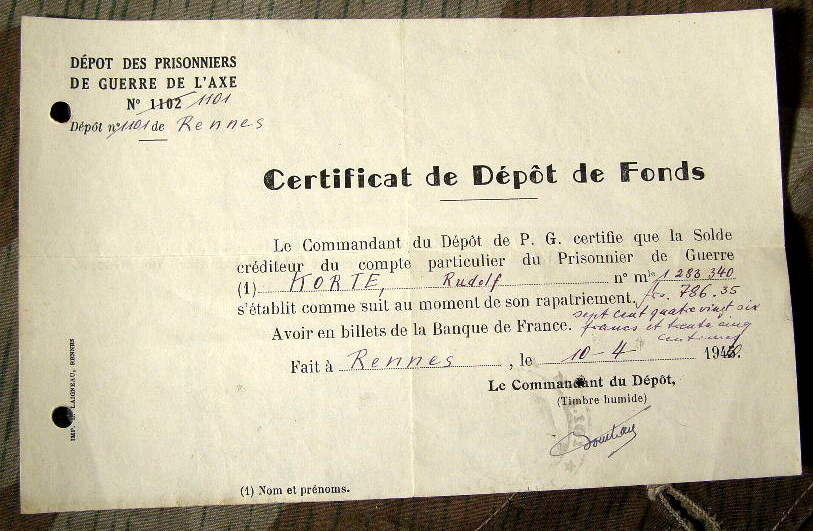 DÉPOT DES PRISONNIERS
DE GUERRE DE L'AXE
N° 1102 1101
Dépôt n° 1101 de Rennes
Certificat de Dépôt de Fonds
Le Commandant du Dépôt de P. G. certifie que la Solde
créditeur du compte particulier du Prisonnier de Guerre
(1) KORTE, Rudolf n° mle 1 283 340
s'établit comme suit au moment de son rapatriement. frs. 786.35
sept cent quatre vingt six
Avoir en billets de la Banque de France. francs et trente cinq
centimes
Fait à Rennes, le 10-4 194
Le Commandant du Dépôt,
(Timbre humide)
(1) Nom et prénoms.
IMP. LAIGNEAU, RENNES